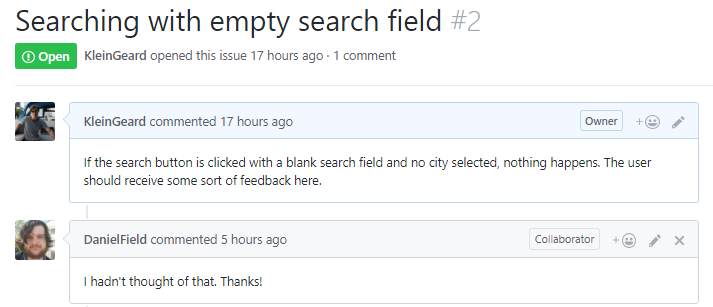 Searching with empty search field #2
Open KleinGeard opened this issue 17 hours ago · 1 comment
KleinGeard commented 17 hours ago Owner
If the search button is clicked with a blank search field and no city selected, nothing happens. The user
should receive some sort of feedback here.
DanielField commented 5 hours ago Collaborator
I hadn't thought of that. Thanks!